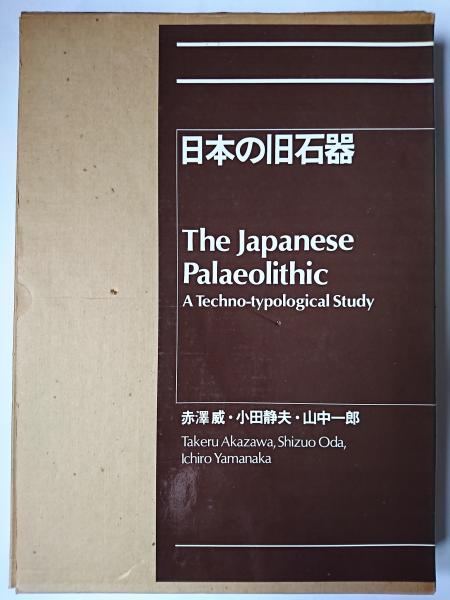 日本の旧石器
The Japanese
Palaeolithic
A Techno-typological Study
赤澤 威・小田静夫・山中一郎
Takeru Akazawa, Shizuo Oda,
Ichiro Yamanaka